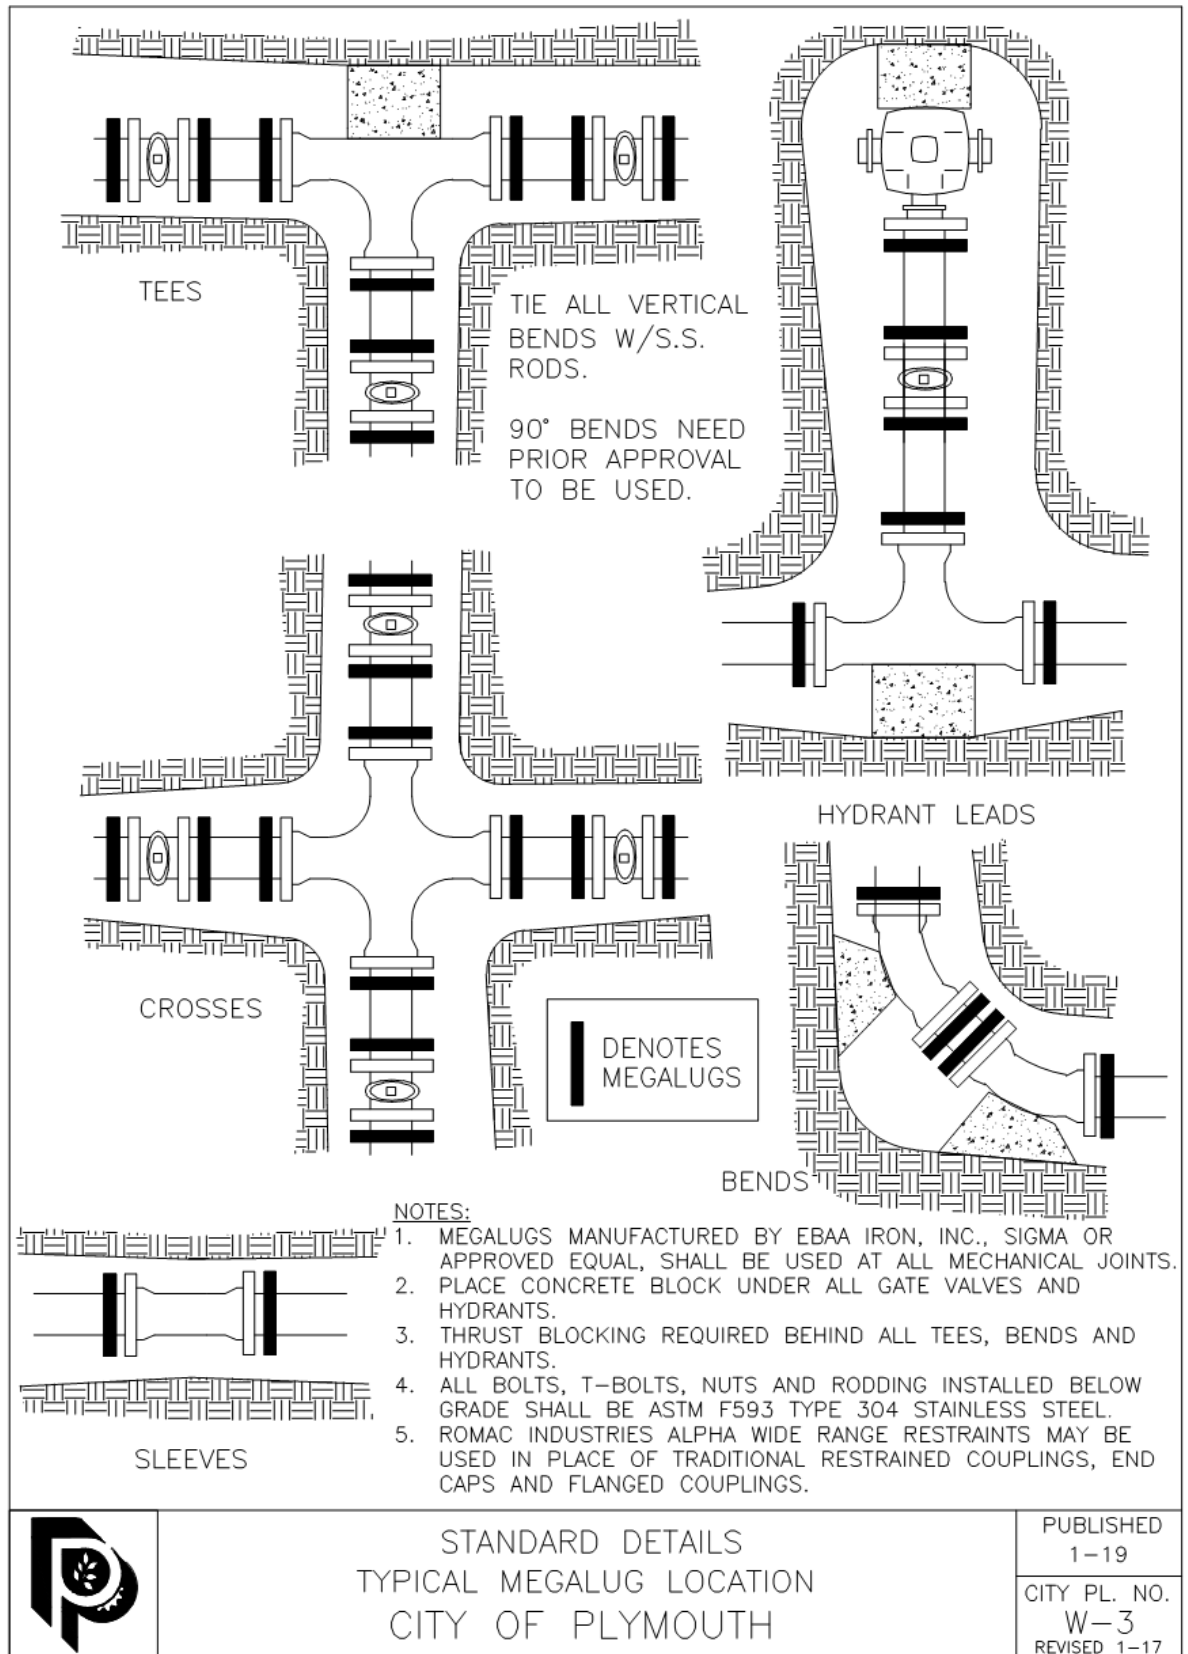 TEES
TIE ALL VERTICAL
BENDS W/S.S.
RODS.
90° BENDS NEED
PRIOR APPROVAL
TO BE USED.
HYDRANT LEADS
CROSSES
DENOTES
MEGALUGS
BENDS
SLEEVES
NOTES:
1. MEGALUGS MANUFACTURED BY EBAA IRON, INC., SIGMA OR
APPROVED EQUAL, SHALL BE USED AT ALL MECHANICAL JOINTS.
2. PLACE CONCRETE BLOCK UNDER ALL GATE VALVES AND
HYDRANTS.
3. THRUST BLOCKING REQUIRED BEHIND ALL TEES, BENDS AND
HYDRANTS.
4. ALL BOLTS, T-BOLTS, NUTS AND RODDING INSTALLED BELOW
GRADE SHALL BE ASTM F593 TYPE 304 STAINLESS STEEL.
5. ROMAC INDUSTRIES ALPHA WIDE RANGE RESTRAINTS MAY BE
USED IN PLACE OF TRADITIONAL RESTRAINED COUPLINGS, END
CAPS AND FLANGED COUPLINGS.
STANDARD DETAILS
TYPICAL MEGALUG LOCATION
CITY OF PLYMOUTH
PUBLISHED
1-19
CITY PL. NO.
W-3
REVISED 1-17